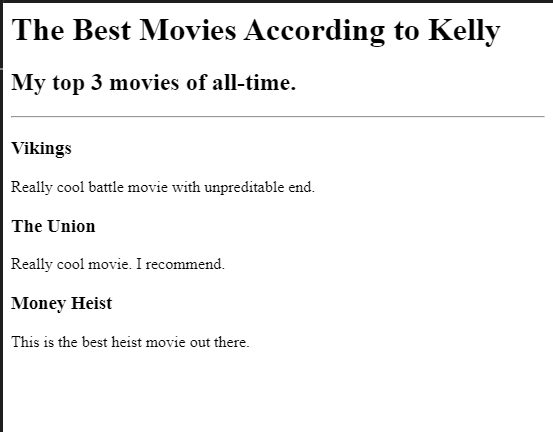 The Best Movies According to Kelly
My top 3 movies of all-time.
Vikings
Really cool battle movie with unpreditable end.
The Union
Really cool movie. I recommend.
Money Heist
This is the best heist movie out there.